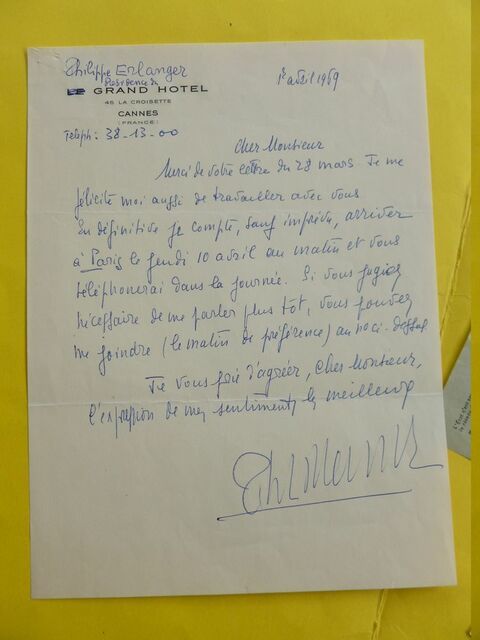 Philippe Erlanger
Résidence du
GRAND HOTEL
45 LA CROISETTE
CANNES
(FRANCE)
Teleph: 38-13-00
1er avril 1969
Cher Monsieur
Merci de votre lettre du 28 mars. Je me
félicite moi aussi de travailler avec vous
En définitive je compte, sauf imprévu, arriver
à Paris le jeudi 10 avril au matin et vous
téléphonerai dans la journée. Si vous jugiez
nécessaire de me parler plus tôt, vous pouvez
me joindre (le matin de préférence) au no ci-dessus
Je vous prie d'agréer, Cher Monsieur,
l'expression de mes sentiments les meilleurs